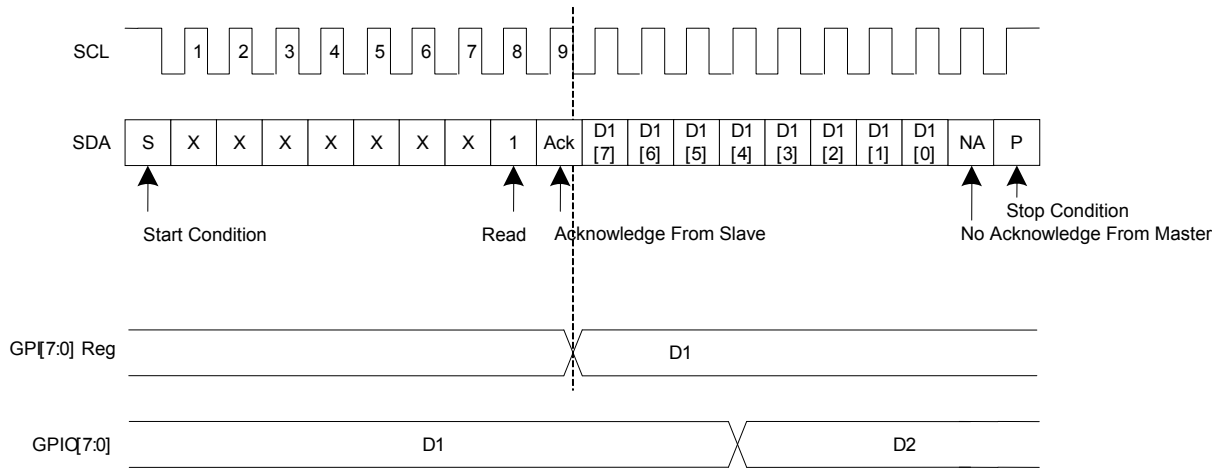 SCL 1 2 3 4 5 6 7 8 9
SDA S X X X X X X X 1 Ack D1 [7] D1 [6] D1 [5] D1 [4] D1 [3] D1 [2] D1 [1] D1 [0] NA P
Stop Condition
Start Condition Read Acknowledge From Slave No Acknowledge From Master
GPI[7:0] Reg D1
GPIO[7:0] D1 D2